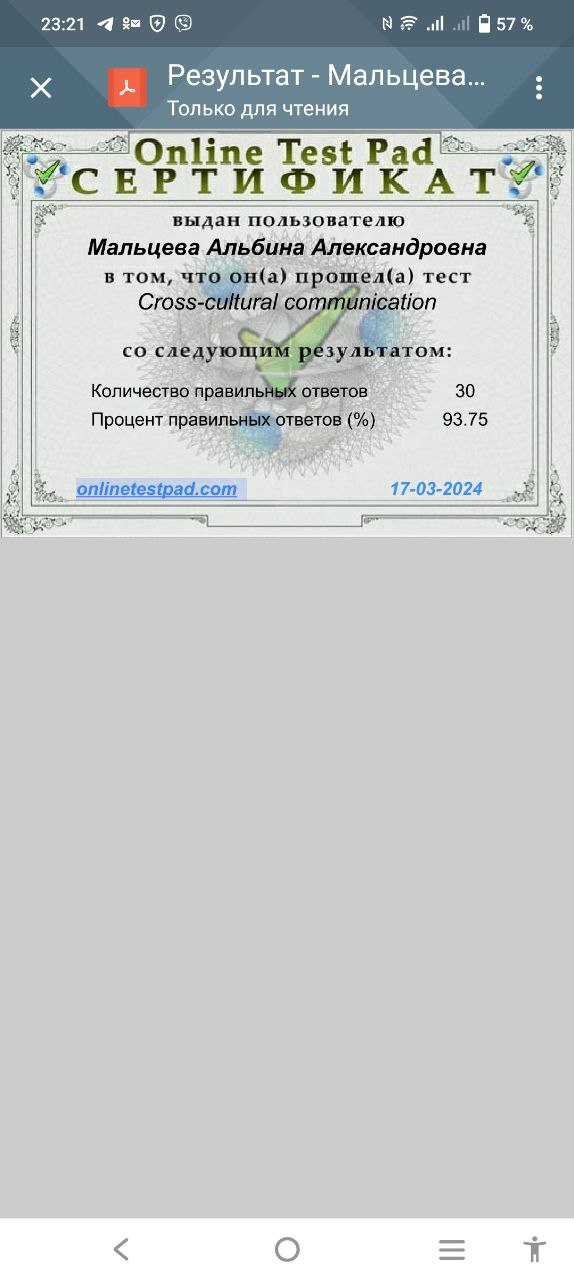 23:21
57 %
Результат - Мальцева...
Только для чтения
Online Test Pad
СЕРТИФИКАТ
выдан пользователю
Мальцева Альбина Александровна
в том, что он(а) прошел(а) тест
Cross-cultural communication
со следующим результатом:
Количество правильных ответов 30
Процент правильных ответов (%) 93.75
onlinetestpad.com 17-03-2024